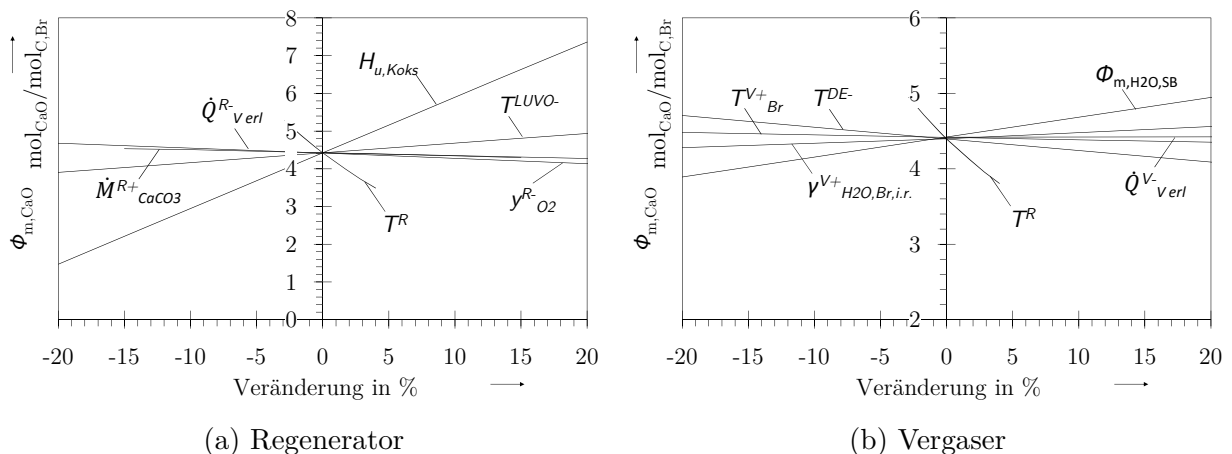 Φm,CaO molCaO/molC,Br
8
7
6
5
4
3
2
1
0
Hu,Koks
TLUVO-
Q̇R-Verl
ṀR+CaCO3
yR-O2
TR
-20 -15 -10 -5 0 5 10 15 20
Veränderung in %
(a) Regenerator
Φm,CaO molCaO/molC,Br
6
5
4
3
2
Φm,H2O,SB
TV+Br
TDE-
γV+H2O,Br,i.r.
Q̇V-Verl
TR
-20 -15 -10 -5 0 5 10 15 20
Veränderung in %
(b) Vergaser